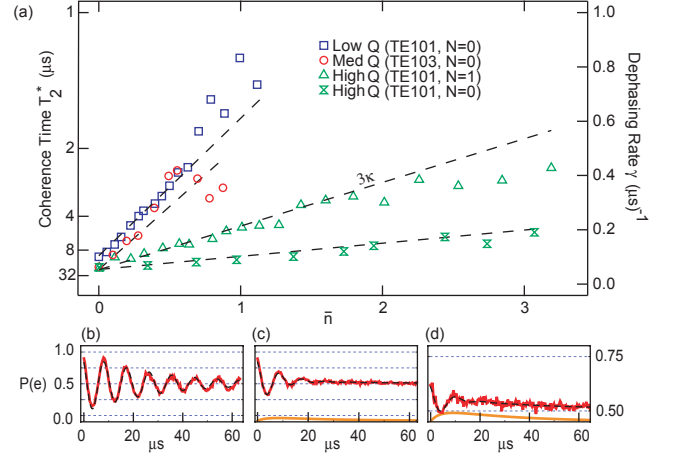 (a)
1
1.0
Low Q (TE101, N=0)
Med Q (TE103, N=0)
High Q (TE101, N=1)
High Q (TE101, N=0)
0.8
0.6
2
0.4
4
0.2
8
32
0.0
3κ
Coherence Time T2* (μs)
Dephasing Rate γ (μs)-1
0
1
2
3
n̄
(b)
(c)
(d)
1.0
P(e) 0.5
0.0
0.75
0.50
0 20 40 60
0 20 40 60
0 20 40 60
μs
μs
μs